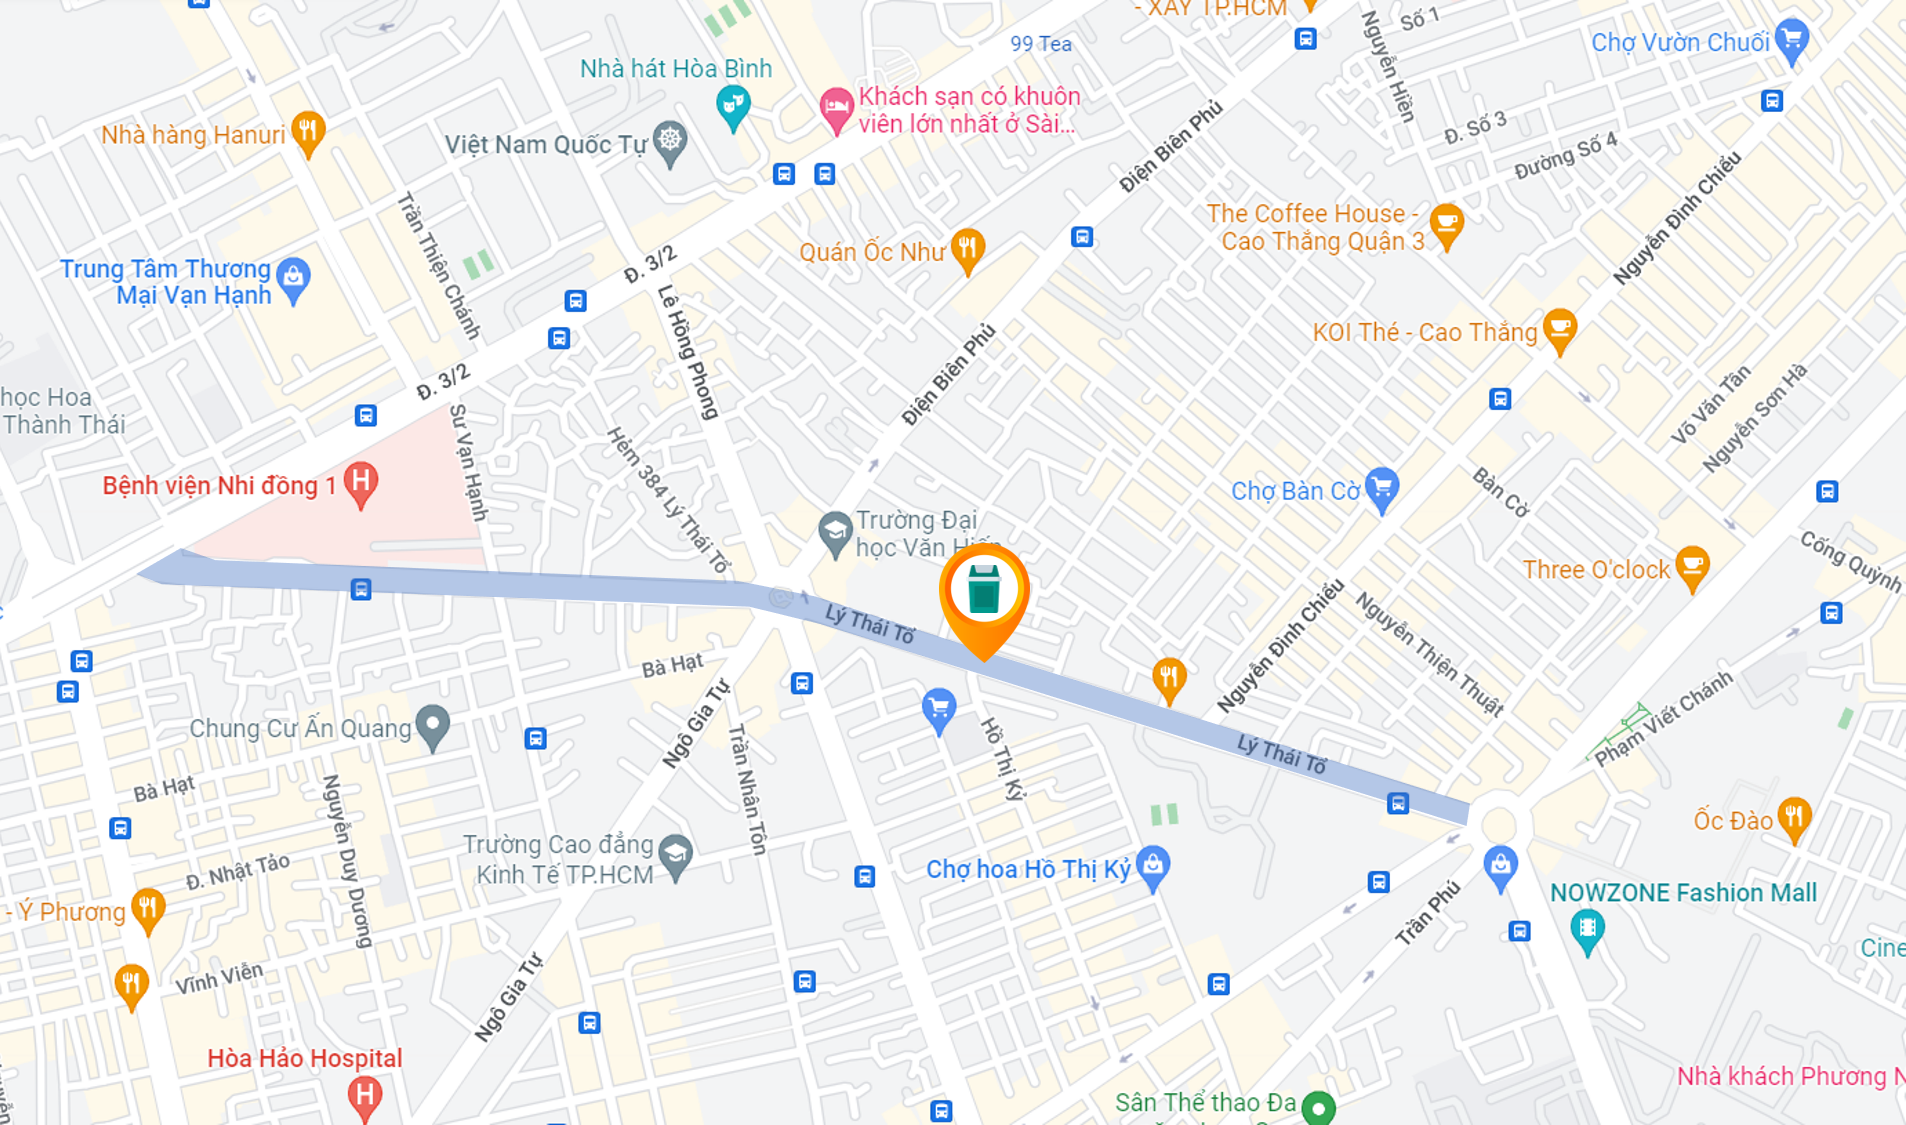 - XAY TP.HCM
Số 1
99 Tea
Nguyễn Hiền
Chợ Vườn Chuối
Nhà hát Hòa Bình
Khách sạn có khuôn
viên lớn nhất ở Sài...
Nhà hàng Hanuri
Việt Nam Quốc Tự
Điện Biên Phủ
Đ. Số 3
Đường Số 4
Nguyễn Đình Chiểu
The Coffee House -
Cao Thắng Quận 3
Trần Thiện Chánh
Quán Ốc Như
Đ. 3/2
Trung Tâm Thương
Mại Vạn Hạnh
Lê Hồng Phong
KOI Thé - Cao Thắng
Điện Biên Phủ
Đ. 3/2
Võ Văn Tần
Nguyễn Sơn Hà
học Hoa
Thành Thái
Sư Vạn Hạnh
Hẻm 384 Lý Thái Tổ
Bệnh viện Nhi đồng 1
Chợ Bàn Cờ
Bàn Cờ
Trường Đại
học Văn Hiến
Cống Quỳnh
Three O'clock
Lý Thái Tổ
Nguyễn Đình Chiểu
Nguyễn Thiện Thuật
Bà Hạt
Ngô Gia Tự
Phạm Viết Chánh
Chung Cư Ấn Quang
Trần Nhân Tôn
Hồ Thị Kỷ
Lý Thái Tổ
Bà Hạt
Nguyễn Duy Dương
Ốc Đào
Trường Cao đẳng
Kinh Tế TP.HCM
Đ. Nhật Tảo
Chợ hoa Hồ Thị Kỷ
NOWZONE Fashion Mall
- Ý Phương
Trần Phú
Cine
Vĩnh Viễn
Ngô Gia Tự
Hòa Hảo Hospital
Nhà khách Phương N
Sân Thể thao Đa